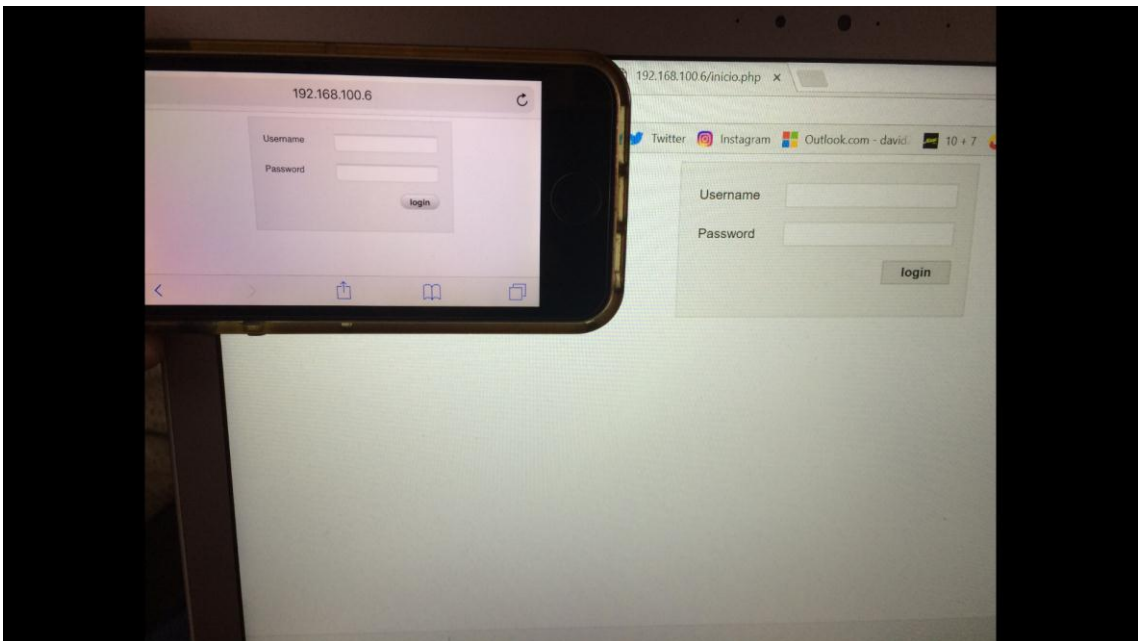 192.168.100.6
Username
Password
login
192.168.100.6/inicio.php
Twitter Instagram Outlook.com - david. 10 + 7
Username
Password
login